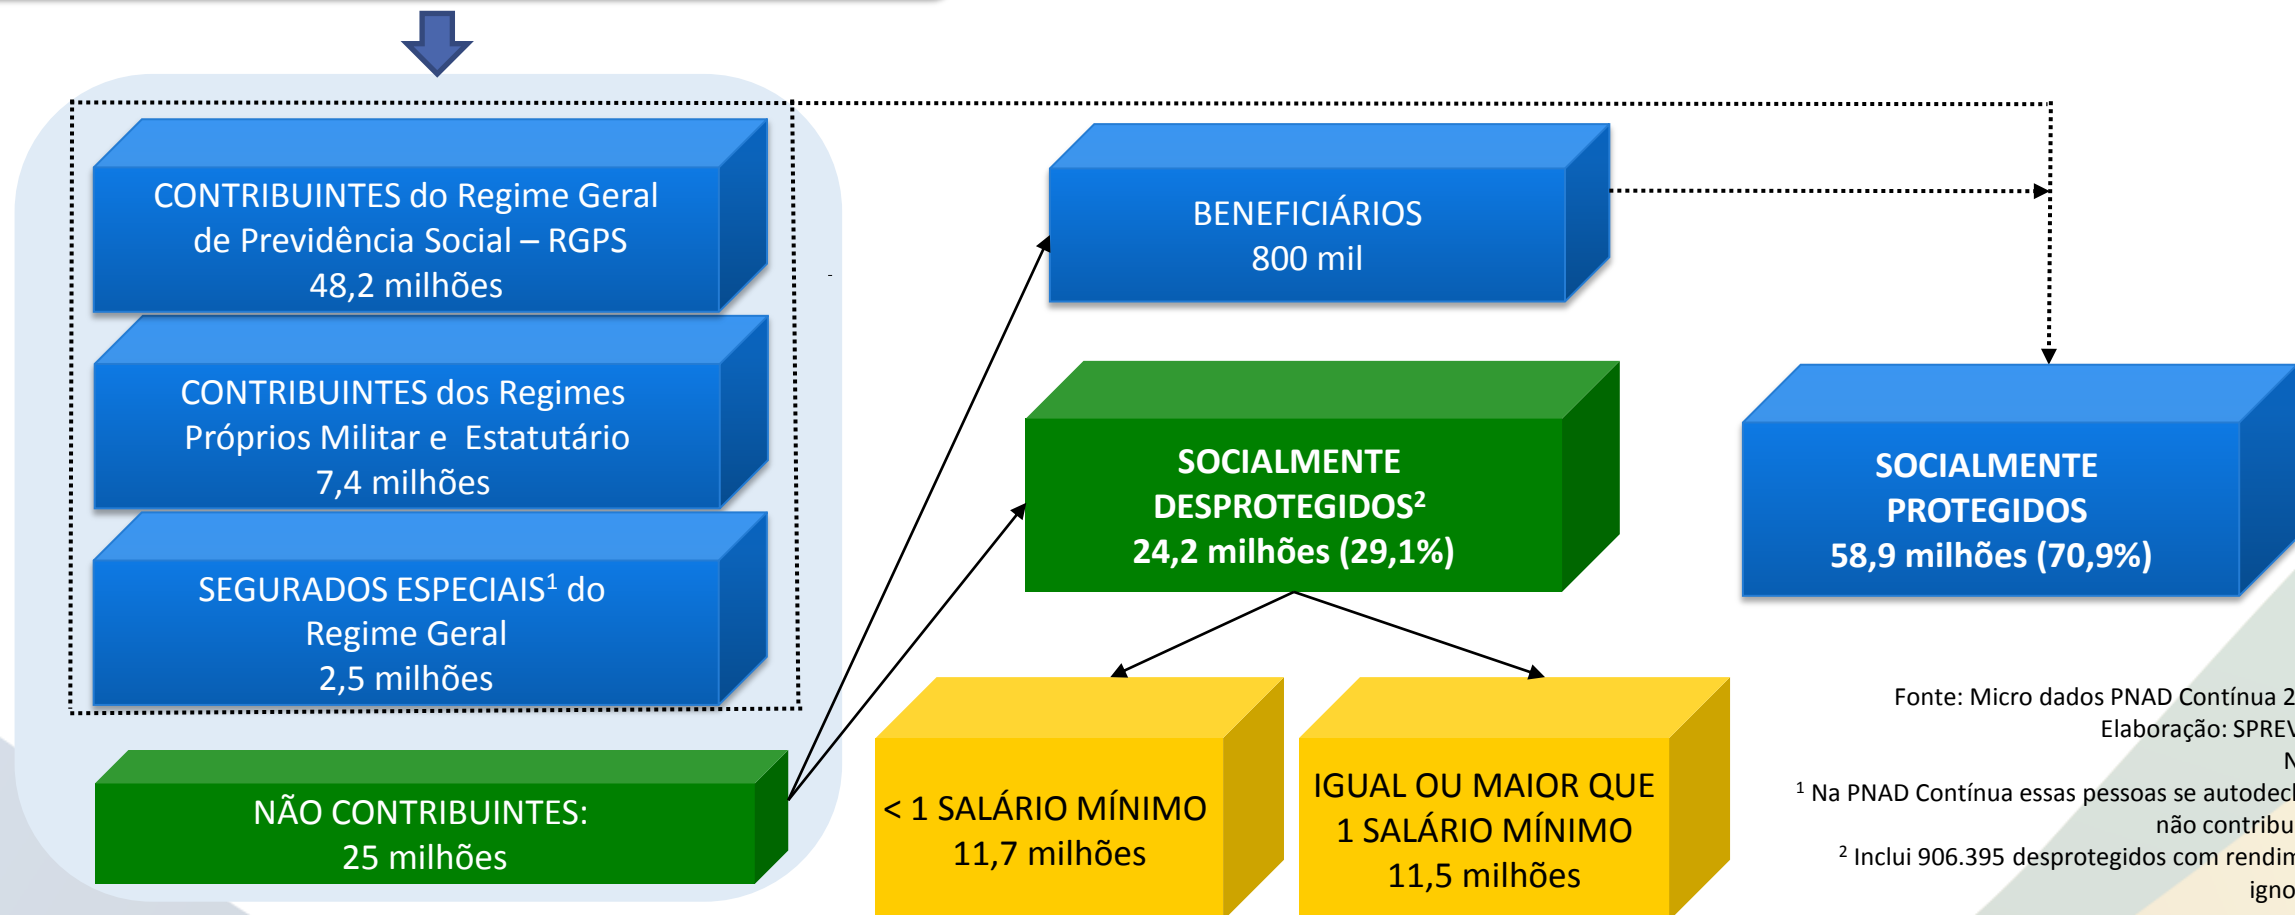 CONTRIBUINTES do Regime Geral
de Previdência Social – RGPS
48,2 milhões
CONTRIBUINTES dos Regimes
Próprios Militar e Estatutário
7,4 milhões
SEGURADOS ESPECIAIS¹ do
Regime Geral
2,5 milhões
NÃO CONTRIBUINTES:
25 milhões
-
BENEFICIÁRIOS
800 mil
SOCIALMENTE
DESPROTEGIDOS²
24,2 milhões (29,1%)
< 1 SALÁRIO MÍNIMO
11,7 milhões
IGUAL OU MAIOR QUE
1 SALÁRIO MÍNIMO
11,5 milhões
SOCIALMENTE
PROTEGIDOS
58,9 milhões (70,9%)
Fonte: Micro dados PNAD Contínua
Elaboração:
¹ Na PNAD Contínua essas pessoas se
não
² Inclui 906.395 desprotegidos com